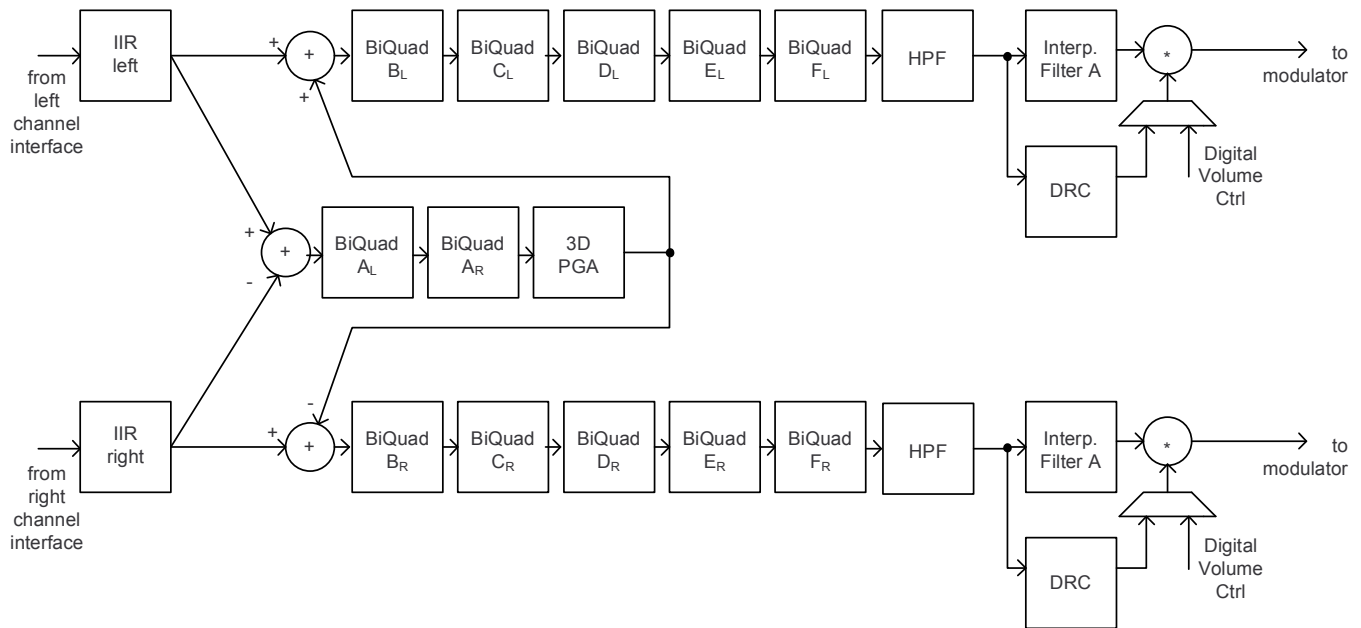 IIR
left
from
left
channel
interface
+
+
+
BiQuad
BL
BiQuad
CL
BiQuad
DL
BiQuad
EL
BiQuad
FL
HPF
Interp.
Filter A
*
to
modulator
DRC
Digital
Volume
Ctrl
+
+
-
BiQuad
AL
BiQuad
AR
3D
PGA
IIR
right
from
right
channel
interface
-
+
+
BiQuad
BR
BiQuad
CR
BiQuad
DR
BiQuad
ER
BiQuad
FR
HPF
Interp.
Filter A
*
to
modulator
DRC
Digital
Volume
Ctrl